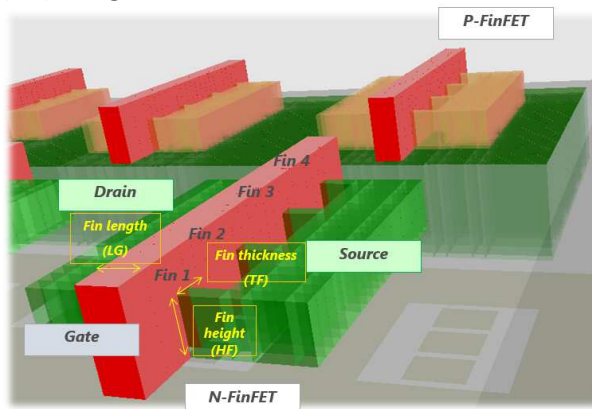 P-FinFET
Fin 4
Drain
Fin 3
Fin length
(LG)
Fin 2
Fin thickness
(TF)
Source
Fin 1
Gate
Fin
height
(HF)
N-FinFET